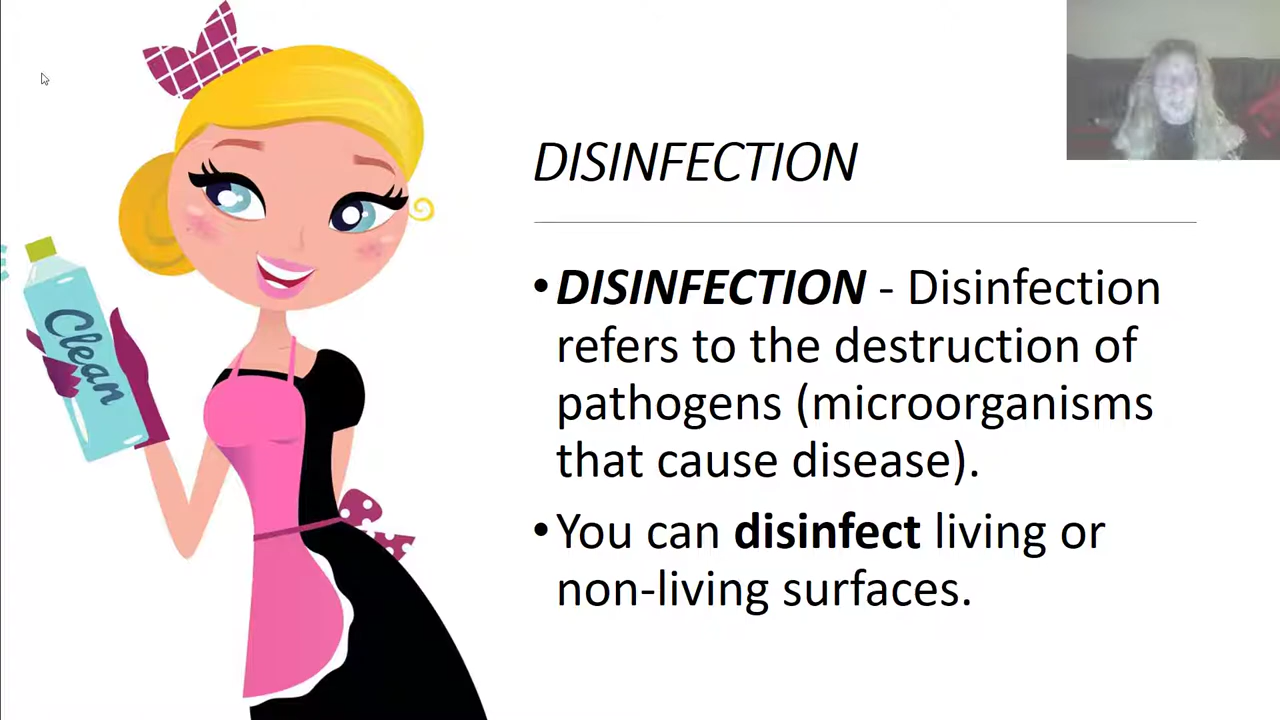 DISINFECTION
•DISINFECTION - Disinfection
refers to the destruction of
pathogens (microorganisms
that cause disease).
•You can disinfect living or
non-living surfaces.
Clean